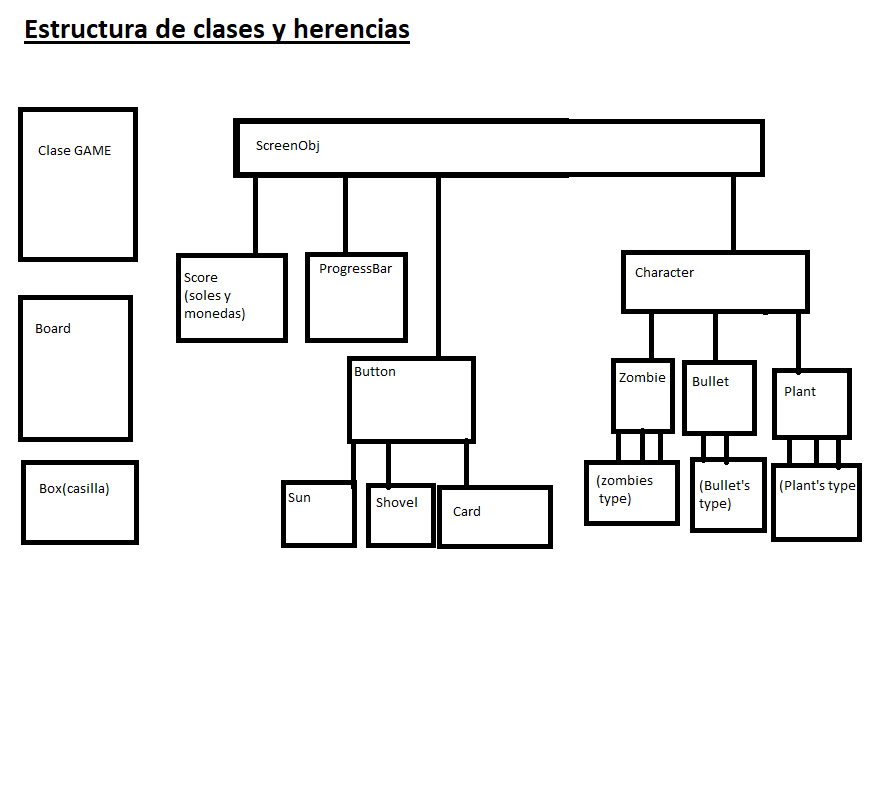 Estructura de clases y herencias
Clase GAME
ScreenObj
Score
(soles y
monedas)
ProgressBar
Character
Board
Button
Zombie
Bullet
Plant
Box(casilla)
Sun
Shovel
Card
(zombies
type)
(Bullet's
type)
(Plant's type